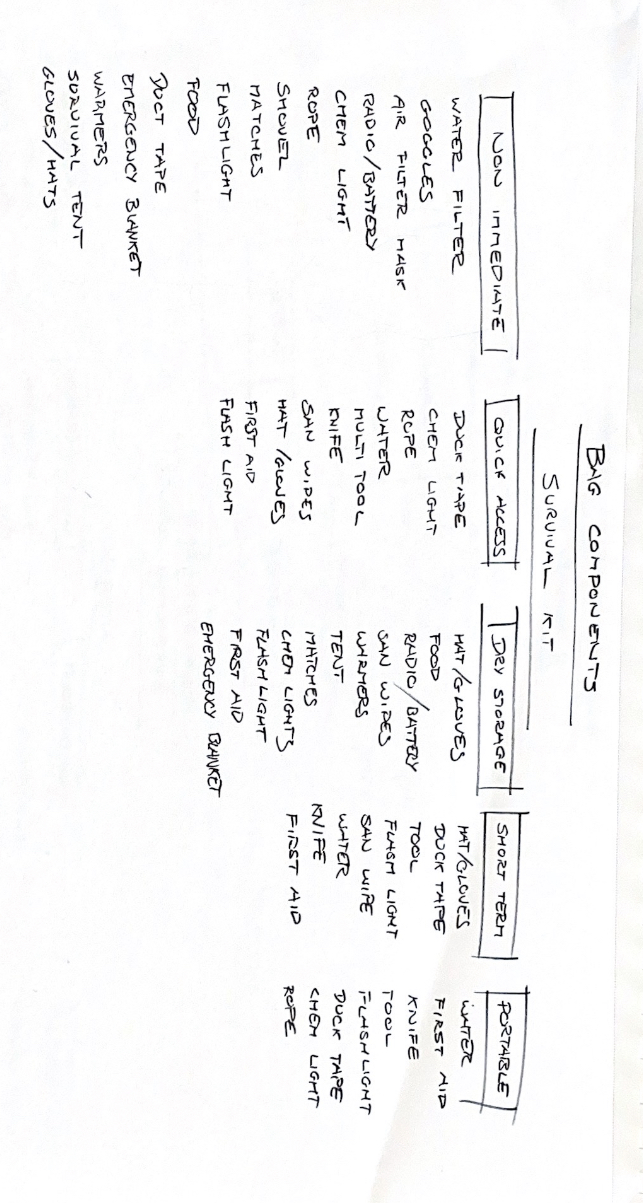 BAG COMPONENTS
SURVIVAL KIT
NON IMMEDIATE
WATER FILTER
GOGGLES
AIR FILTER MASK
RADIO/BATTERY
CHEM LIGHT
ROPE
SHOVEL
MATCHES
FLASHLIGHT
FOOD
DUCT TAPE
EMERGENCY BLANKET
WARMERS
SURVIVAL TENT
GLOVES/HATS
QUICK ACCESS
DUCK TAPE
CHEM LIGHT
ROPE
WATER
MULTI TOOL
KNIFE
SAN WIPES
HAT /GLOVES
FIRST AID
FLASH LIGHT
DRY STORAGE
HAT/GLOVES
FOOD
RADIO/BATTERY
SAN WIPES
WARMERS
TENT
MATCHES
CHEM LIGHTS
FLASHLIGHT
FIRST AID
EMERGENCY BLANKET
SHORT TERM
HAT/GLOVES
DUCK TAPE
TOOL
FLASH LIGHT
SAN WIPE
WATER
KNIFE
FIRST AID
PORTABLE
WATER
FIRST AID
KNIFE
TOOL
FLASHLIGHT
DUCK TAPE
CHEM LIGHT
ROPE